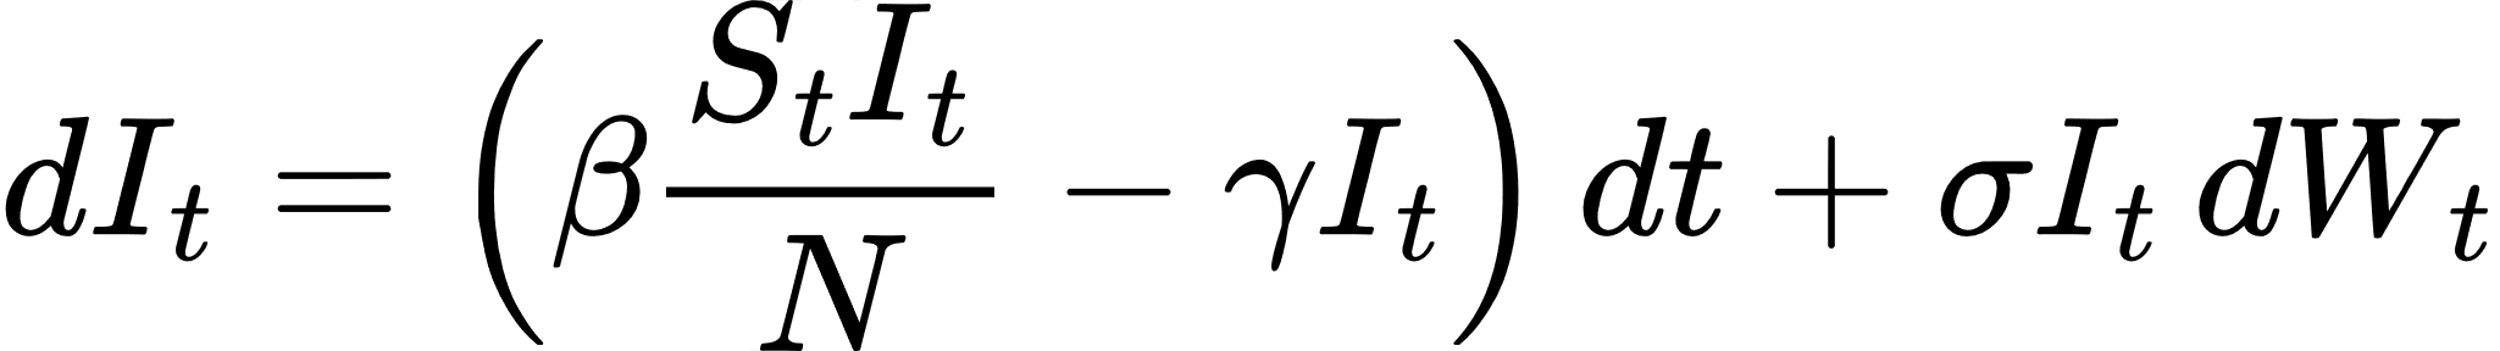 dI_t = \left( \beta \frac{S_t I_t}{N} - \gamma I_t \right) dt + \sigma I_t \, dW_t